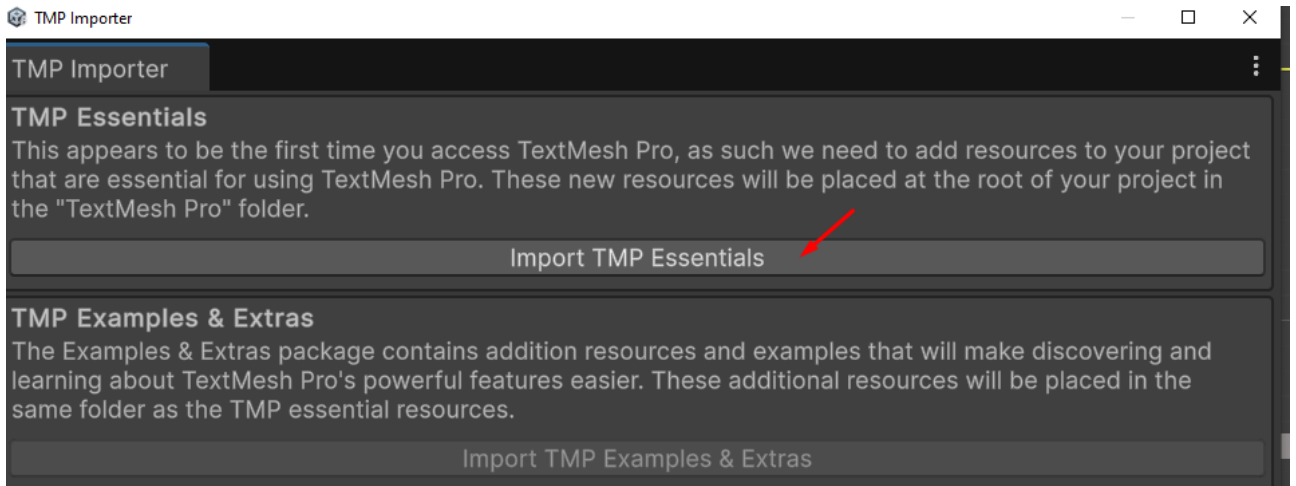 TMP Importer
TMP Importer
TMP Essentials
This appears to be the first time you access TextMesh Pro, as such we need to add resources to your project
that are essential for using TextMesh Pro. These new resources will be placed at the root of your project in
the "TextMesh Pro" folder.
Import TMP Essentials
TMP Examples & Extras
The Examples & Extras package contains addition resources and examples that will make discovering and
learning about TextMesh Pro's powerful features easier. These additional resources will be placed in the
same folder as the TMP essential resources.
Import TMP Examples & Extras